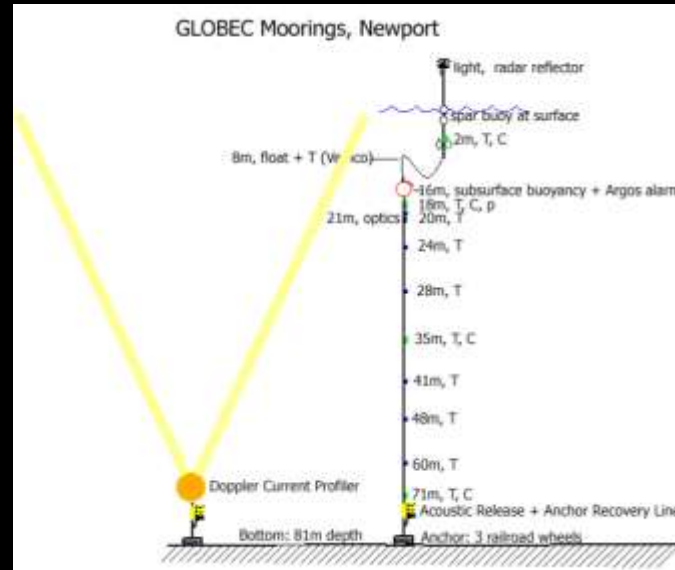 GLOBEC Moorings, Newport
light, radar reflector
spar buoy at surface
2m, T, C
8m, float + T
16m, subsurface buoyancy + Argos alarm
18m, T, C, p
21m, optics
20m, T
24m, T
28m, T
35m, T, C
41m, T
48m, T
60m, T
Doppler Current Profiler
71m, T, C
Acoustic Release + Anchor Recovery Line
Bottom: 81m depth
Anchor: 3 railroad wheels